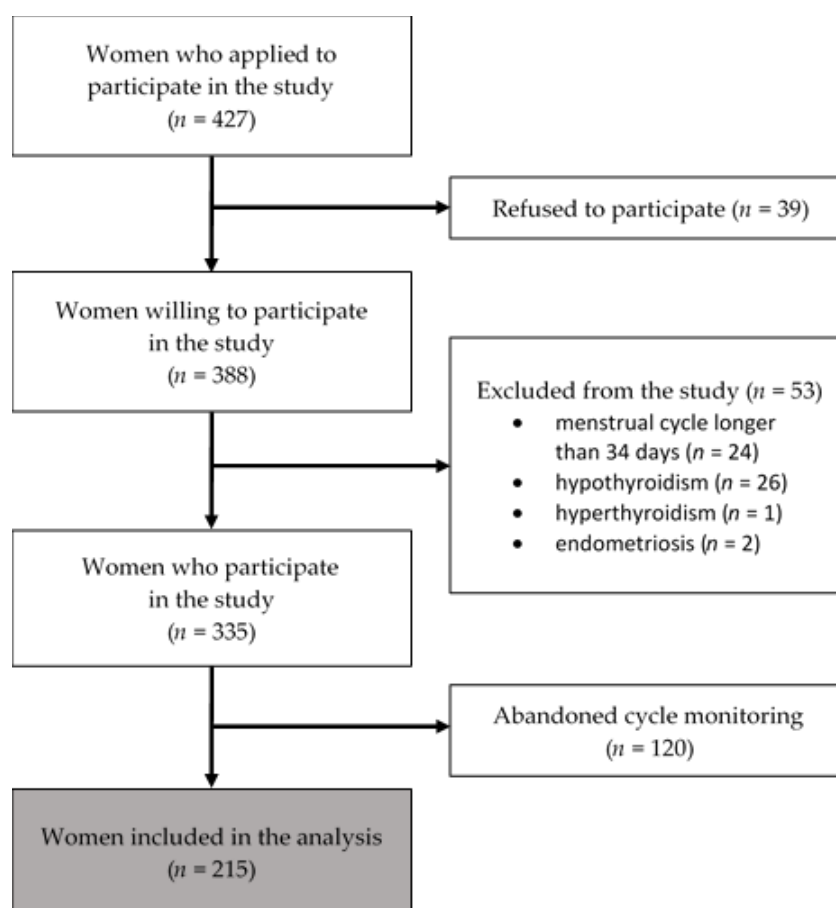 Women who applied to
participate in the study
(n = 427)
Refused to participate (n = 39)
Women willing to participate
in the study
(n = 388)
Excluded from the study (n = 53)
• menstrual cycle longer
than 34 days (n = 24)
• hypothyroidism (n = 26)
• hyperthyroidism (n = 1)
• endometriosis (n = 2)
Women who participate
in the study
(n = 335)
Abandoned cycle monitoring
(n = 120)
Women included in the analysis
(n = 215)